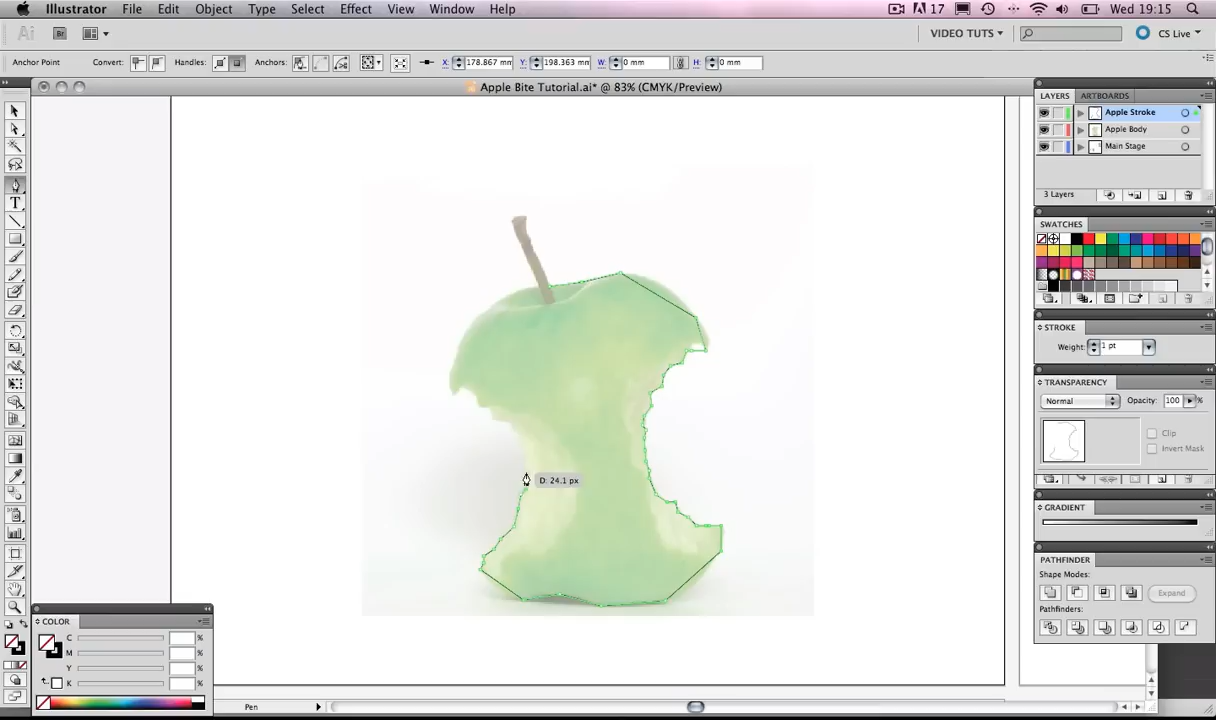 Illustrator File Edit Object Type Select Effect View Window Help 17 Wed 19:15
Ai Br VIDEO TUTS CS Live
Anchor Point Convert: Handles: Anchors: X: 178.867 mm Y: 198.363 mm W: 0 mm H: 0 mm
Apple Bite Tutorial.ai* @ 83% (CMYK/Preview)
LAYERS ARTBOARDS
Apple Stroke
Apple Body
Main Stage
3 Layers
SWATCHES
STROKE
Weight: 1 pt
TRANSPARENCY
Normal Opacity: 100 %
Clip
Invert Mask
D: 24.1 px
GRADIENT
PATHFINDER
Shape Modes:
Expand
Pathfinders:
COLOR
C %
M %
Y %
K %
Pen